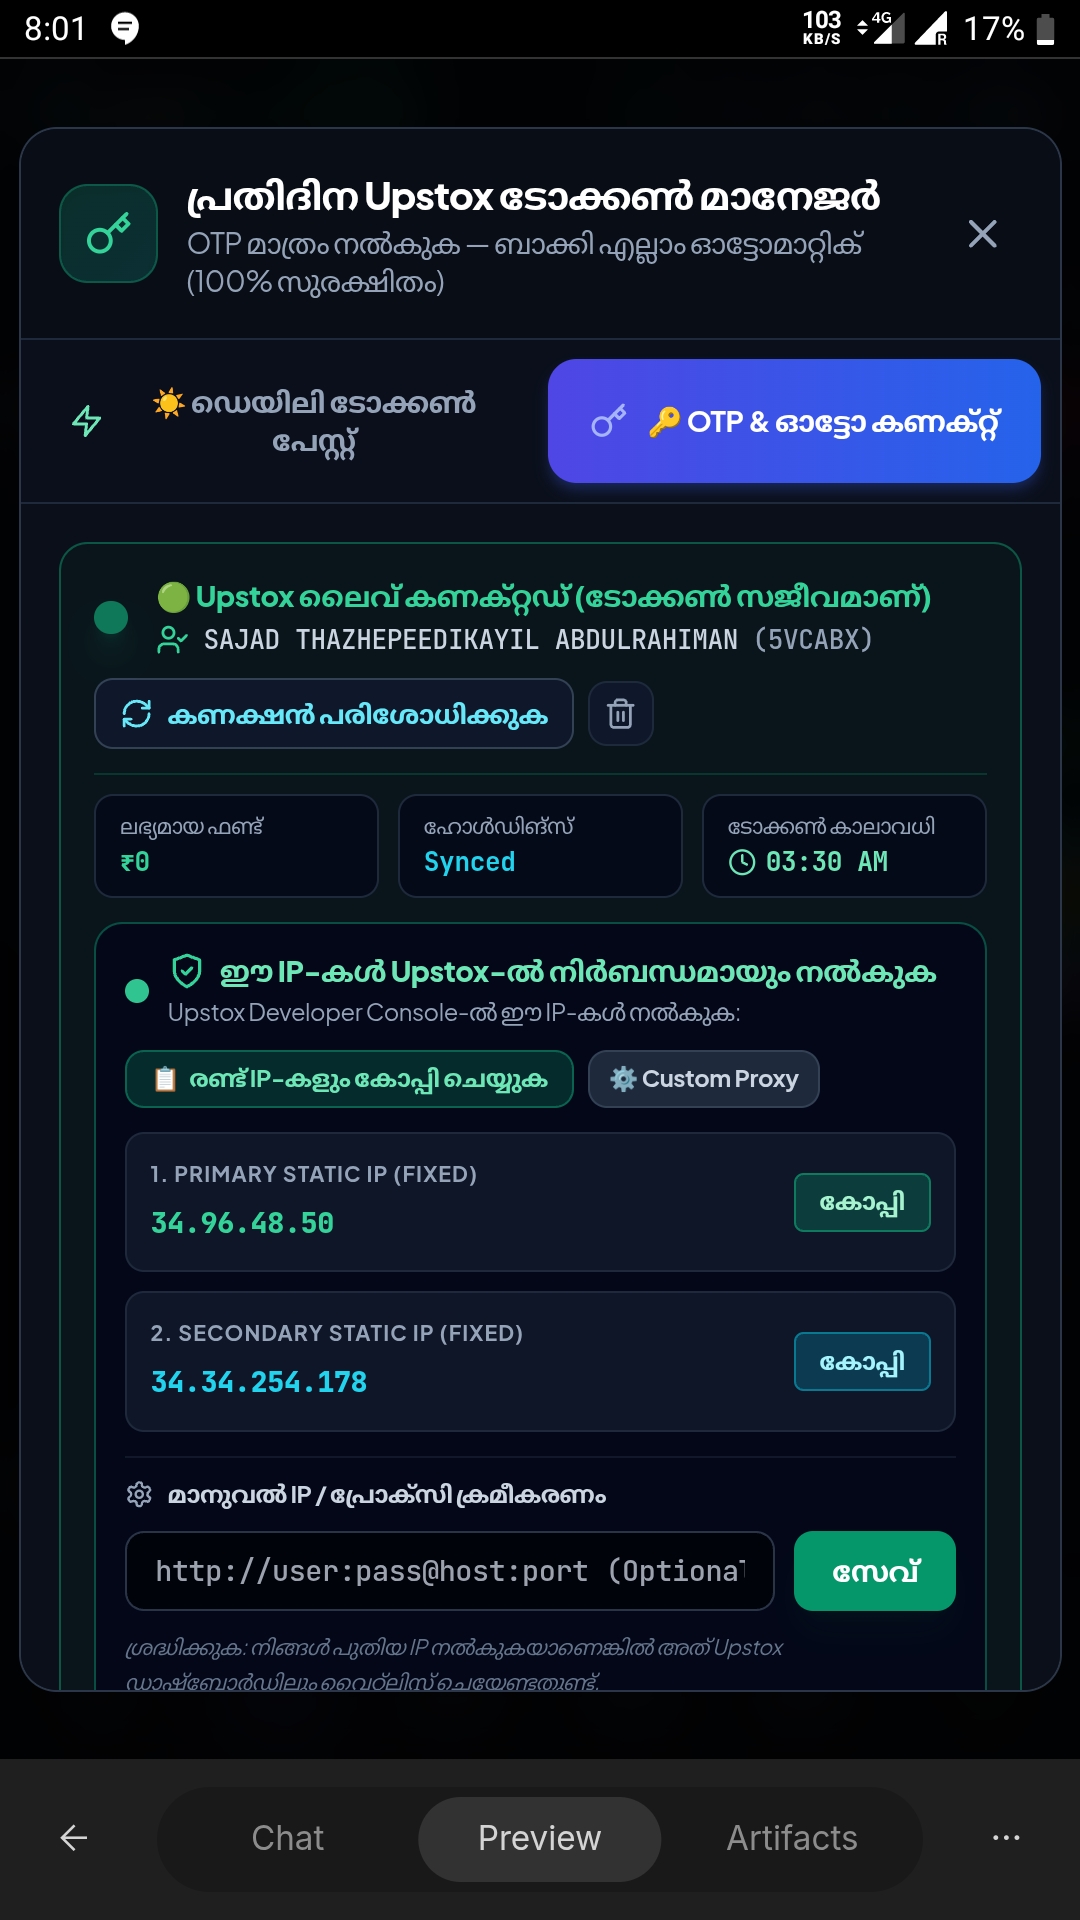 8:01
103 KB/S 4G R 17%
പ്രതിദിന Upstox ടോക്കൺ മാനേജർ
OTP മാത്രം നൽകുക — ബാക്കി എല്ലാം ഓട്ടോമാറ്റിക്
(100% സുരക്ഷിതം)
☀️ ഡെയിലി ടോക്കൺ
പേസ്റ്റ്
🔑 OTP & ഓട്ടോ കണക്റ്റ്
🟢 Upstox ലൈവ് കണക്റ്റഡ് (ടോക്കൺ സജീവമാണ്)
SAJAD THAZHEPEEDIKAYIL ABDULRAHIMAN (5VCABX)
കണക്ഷൻ പരിശോധിക്കുക
ലഭ്യമായ ഫണ്ട്
₹0
ഹോൾഡിങ്സ്
Synced
ടോക്കൺ കാലാവധി
03:30 AM
ഈ IP-കൾ Upstox-ൽ നിർബന്ധമായും നൽകുക
Upstox Developer Console-ൽ ഈ IP-കൾ നൽകുക:
📋 രണ്ട് IP-കളും കോപ്പി ചെയ്യുക
⚙️ Custom Proxy
1. PRIMARY STATIC IP (FIXED)
34.96.48.50
കോപ്പി
2. SECONDARY STATIC IP (FIXED)
34.34.254.178
കോപ്പി
മാനുവൽ IP / പ്രോക്സി ക്രമീകരണം
http://user:pass@host:port (Optional
സേവ്
ശ്രദ്ധിക്കുക: നിങ്ങൾ പുതിയ IP നൽകുകയാണെങ്കിൽ അത് Upstox
ഡാഷ്ബോർഡിലും വൈറ്റ്‌ലിസ്റ്റ് ചെയ്യേണ്ടതുണ്ട്.
Chat
Preview
Artifacts